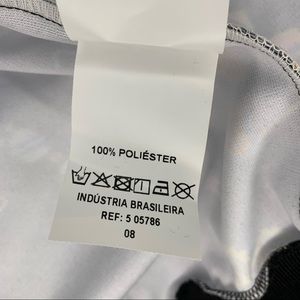 100% POLIÉSTER
INDÚSTRIA BRASILEIRA
REF: 5 05786
08